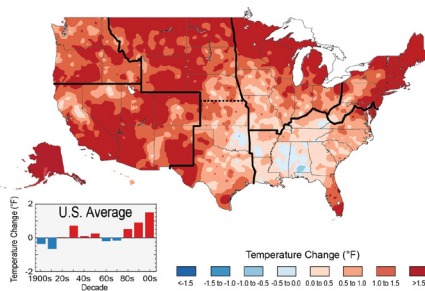 U.S. Average
Temperature Change (°F)
2
0
-2
1900s 20s 40s 60s 80s 00s
Decade
Temperature Change (°F)
<-1.5 -1.5 to -1.0 -1.0 to -0.5 -0.5 to 0.0 0.0 to 0.5 0.5 to 1.0 1.0 to 1.5 >1.5